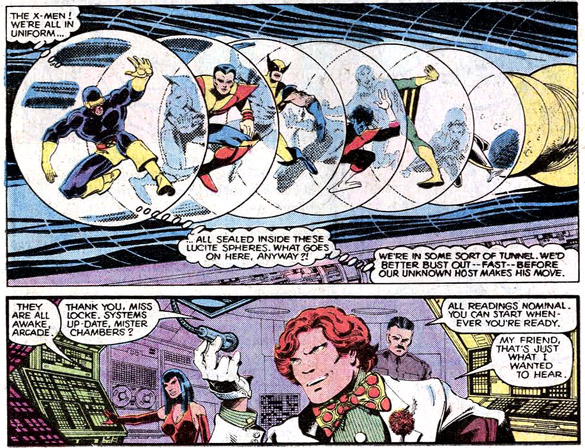 THE X-MEN!
WE'RE ALL IN
UNIFORM...
... ALL SEALED INSIDE THESE
LUCITE SPHERES. WHAT GOES
ON HERE, ANYWAY?!
WE'RE IN SOME SORT OF TUNNEL. WE'D
BETTER BUST OUT--FAST--BEFORE
OUR UNKNOWN HOST MAKES HIS MOVE.
THEY
ARE ALL
AWAKE,
ARCADE.
THANK YOU, MISS
LOCKE. SYSTEMS
UP-DATE, MISTER
CHAMBERS?
ALL READINGS NOMINAL.
YOU CAN START WHEN-
EVER YOU'RE READY.
MY FRIEND,
THAT'S JUST
WHAT I
WANTED
TO HEAR.